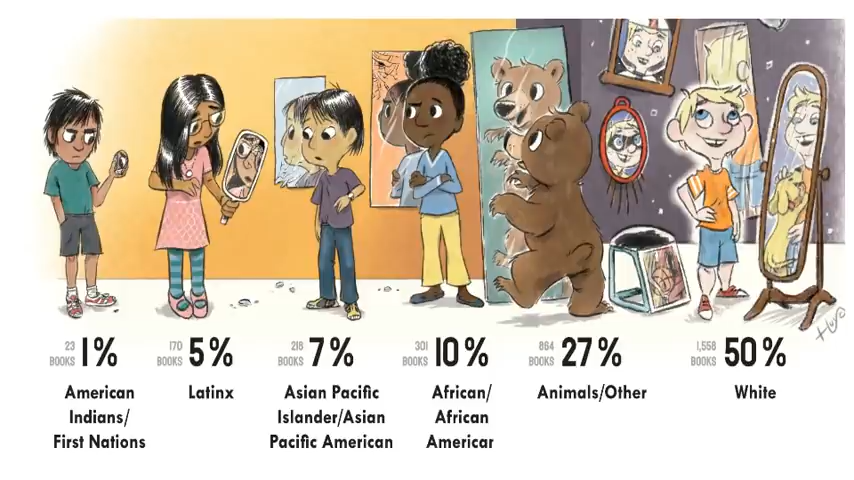 23 BOOKS 1%
American
Indians/
First Nations
170 BOOKS 5%
Latinx
218 BOOKS 7%
Asian Pacific
Islander/Asian
Pacific American
301 BOOKS 10%
African/
African
Americar
864 BOOKS 27%
Animals/Other
1,558 BOOKS 50%
White